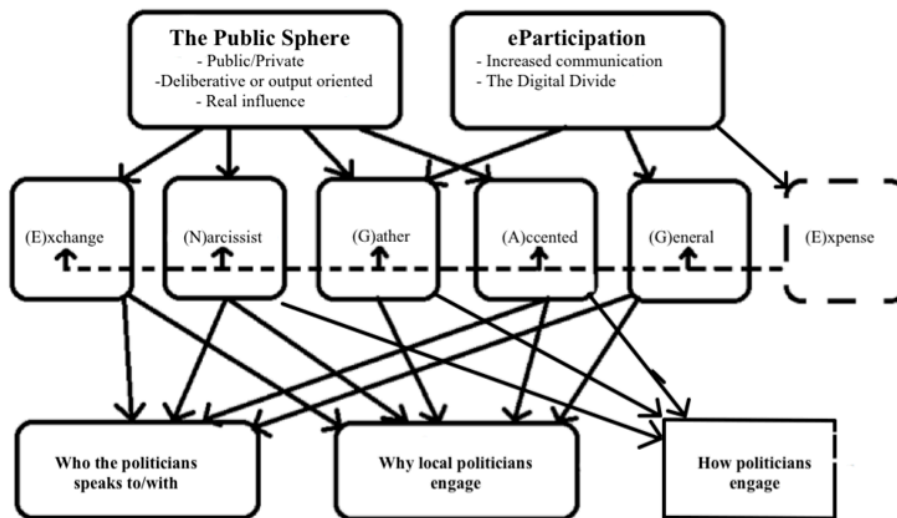 The Public Sphere
- Public/Private
-Deliberative or output oriented
- Real influence
eParticipation
- Increased communication
- The Digital Divide
(E)xchange
(N)arcissist
(G)ather
(A)ccented
(G)eneral
(E)xpense
Who the politicians
speaks to/with
Why local politicians
engage
How politicians
engage